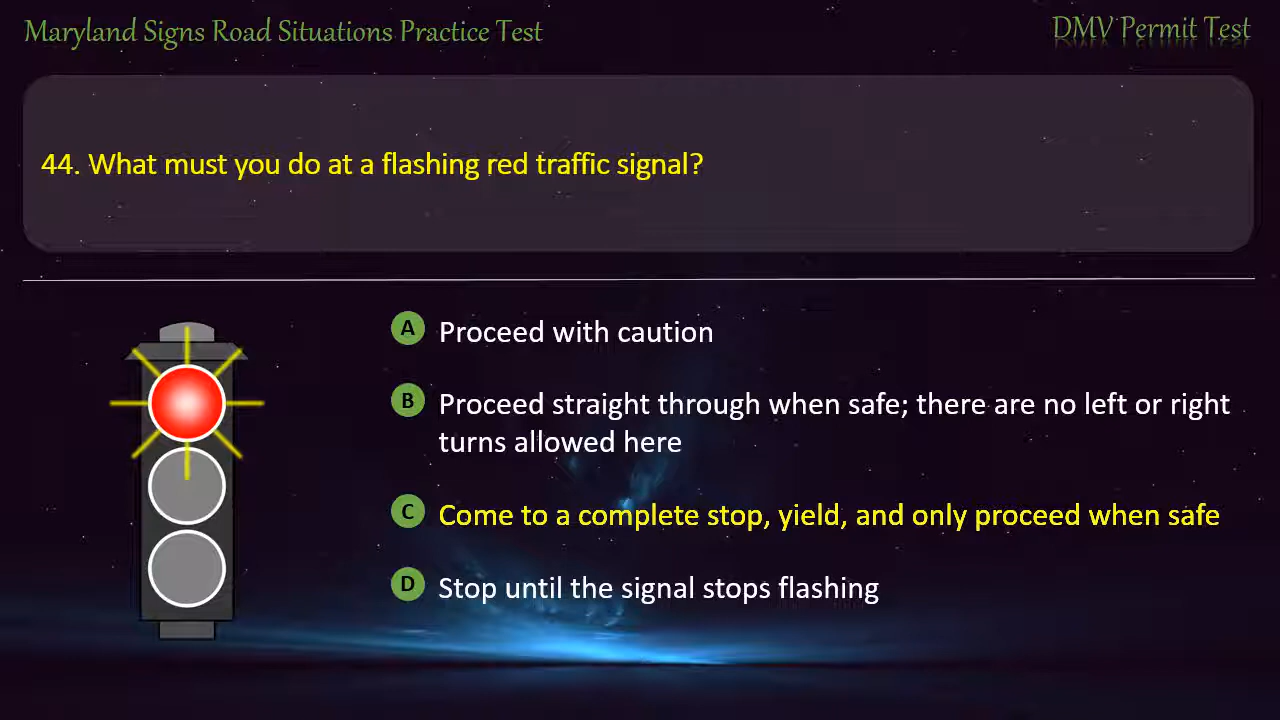 Maryland Signs Road Situations Practice Test
DMV Permit Test
44. What must you do at a flashing red traffic signal?
A Proceed with caution
B Proceed straight through when safe; there are no left or right
turns allowed here
C Come to a complete stop, yield, and only proceed when safe
D Stop until the signal stops flashing